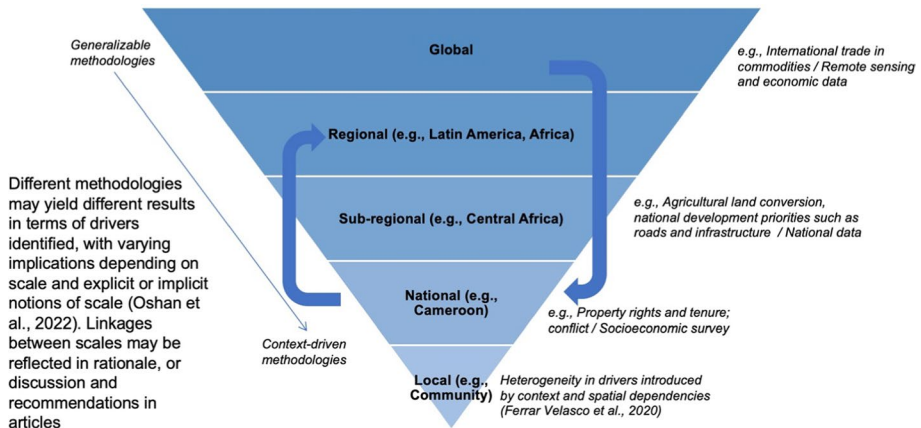 Generalizable
methodologies
Global
e.g., International trade in
commodities / Remote sensing
and economic data
Regional (e.g., Latin America, Africa)
Different methodologies
may yield different results
in terms of drivers
identified, with varying
implications depending on
scale and explicit or implicit
notions of scale (Oshan et
al., 2022). Linkages
between scales may be
reflected in rationale, or
discussion and
recommendations in
articles
Sub-regional (e.g., Central Africa)
e.g., Agricultural land conversion,
national development priorities such as
roads and infrastructure / National data
National (e.g.,
Cameroon)
e.g., Property rights and tenure;
conflict / Socioeconomic survey
Context-driven
methodologies
Local (e.g.,
Community)
Heterogeneity in drivers introduced
by context and spatial dependencies
(Ferrar Velasco et al., 2020)